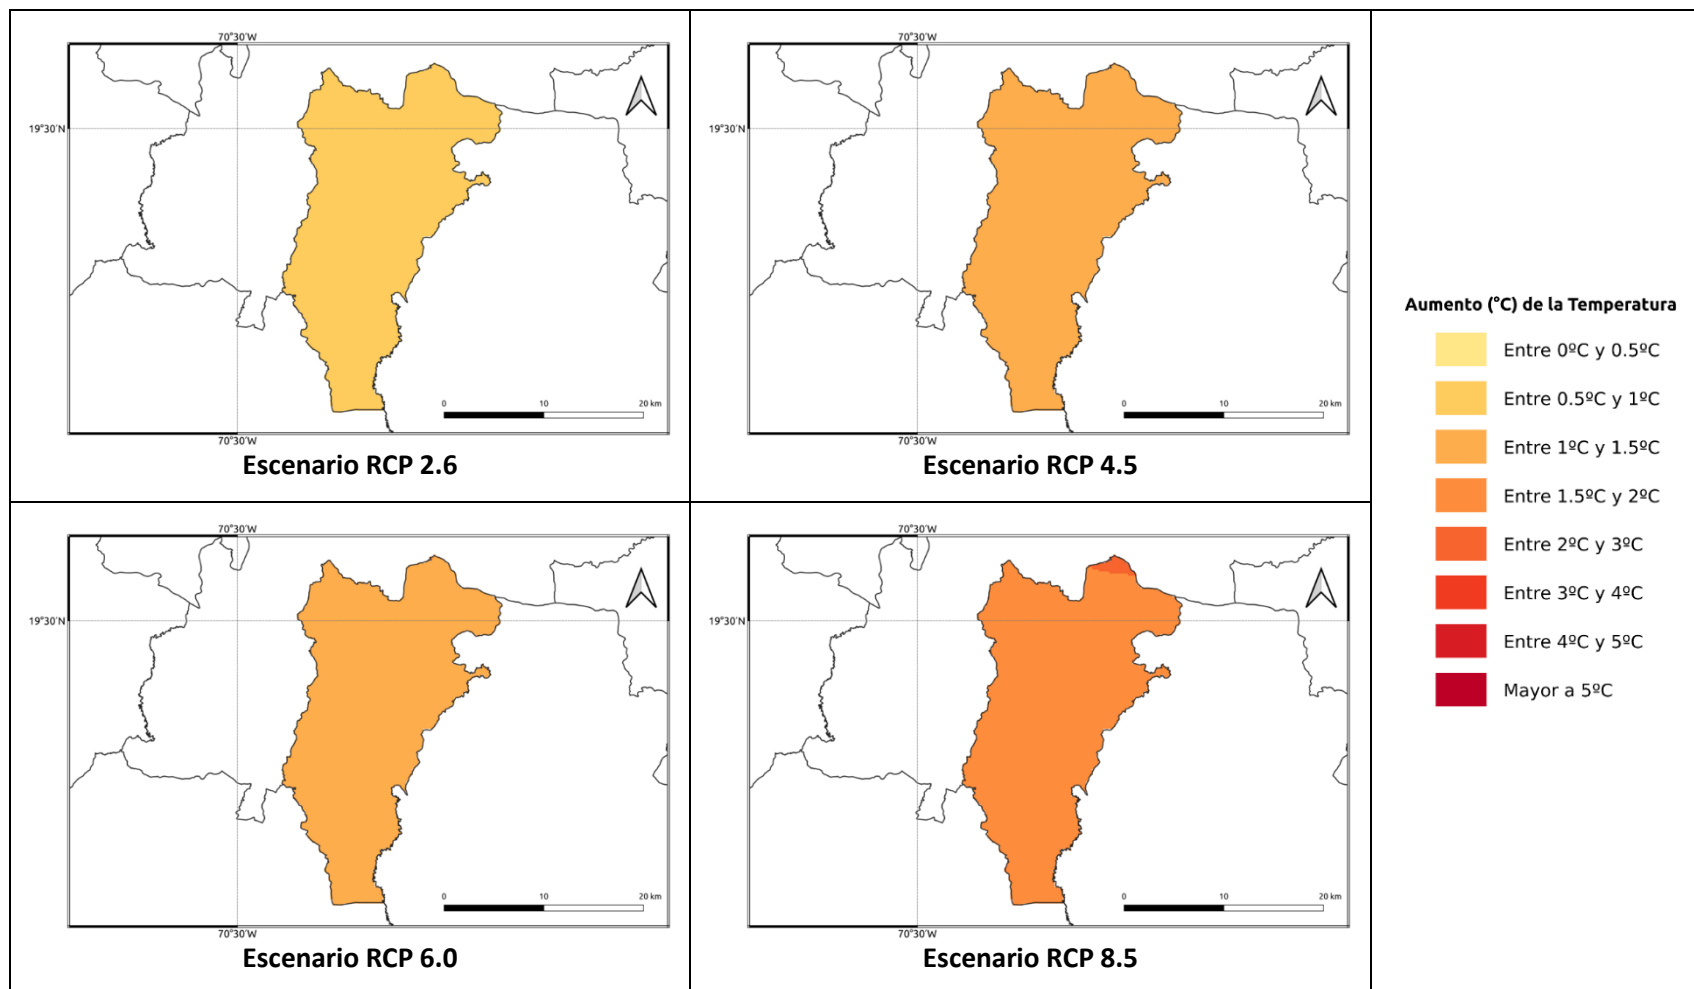 70°30'W
19°30'N
0 10 20 km
70°30'W
Escenario RCP 2.6
70°30'W
19°30'N
0 10 20 km
70°30'W
Escenario RCP 4.5
70°30'W
19°30'N
0 10 20 km
70°30'W
Escenario RCP 6.0
70°30'W
19°30'N
0 10 20 km
70°30'W
Escenario RCP 8.5
Aumento (°C) de la Temperatura
Entre 0ºC y 0.5ºC
Entre 0.5ºC y 1ºC
Entre 1ºC y 1.5ºC
Entre 1.5ºC y 2ºC
Entre 2ºC y 3ºC
Entre 3ºC y 4ºC
Entre 4ºC y 5ºC
Mayor a 5ºC